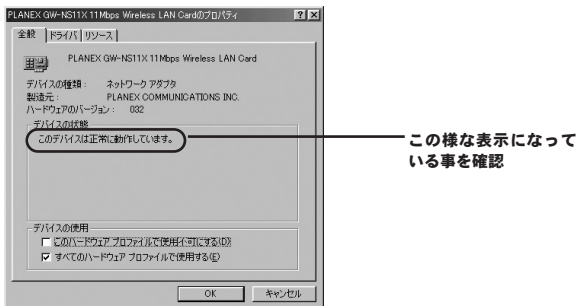 PLANEX GW-NS11X 11Mbps Wireless LAN Cardのプロパティ
全般 ドライバ リソース
PLANEX GW-NS11X 11Mbps Wireless LAN Card
デバイスの種類： ネットワーク アダプタ
製造元： PLANEX COMMUNICATIONS INC.
ハードウェアのバージョン： 032
デバイスの状態
このデバイスは正常に動作しています。
この様な表示になって
いる事を確認
デバイスの使用
このハードウェア プロファイルで使用不可にする(D)
すべてのハードウェア プロファイルで使用する(E)
OK キャンセル